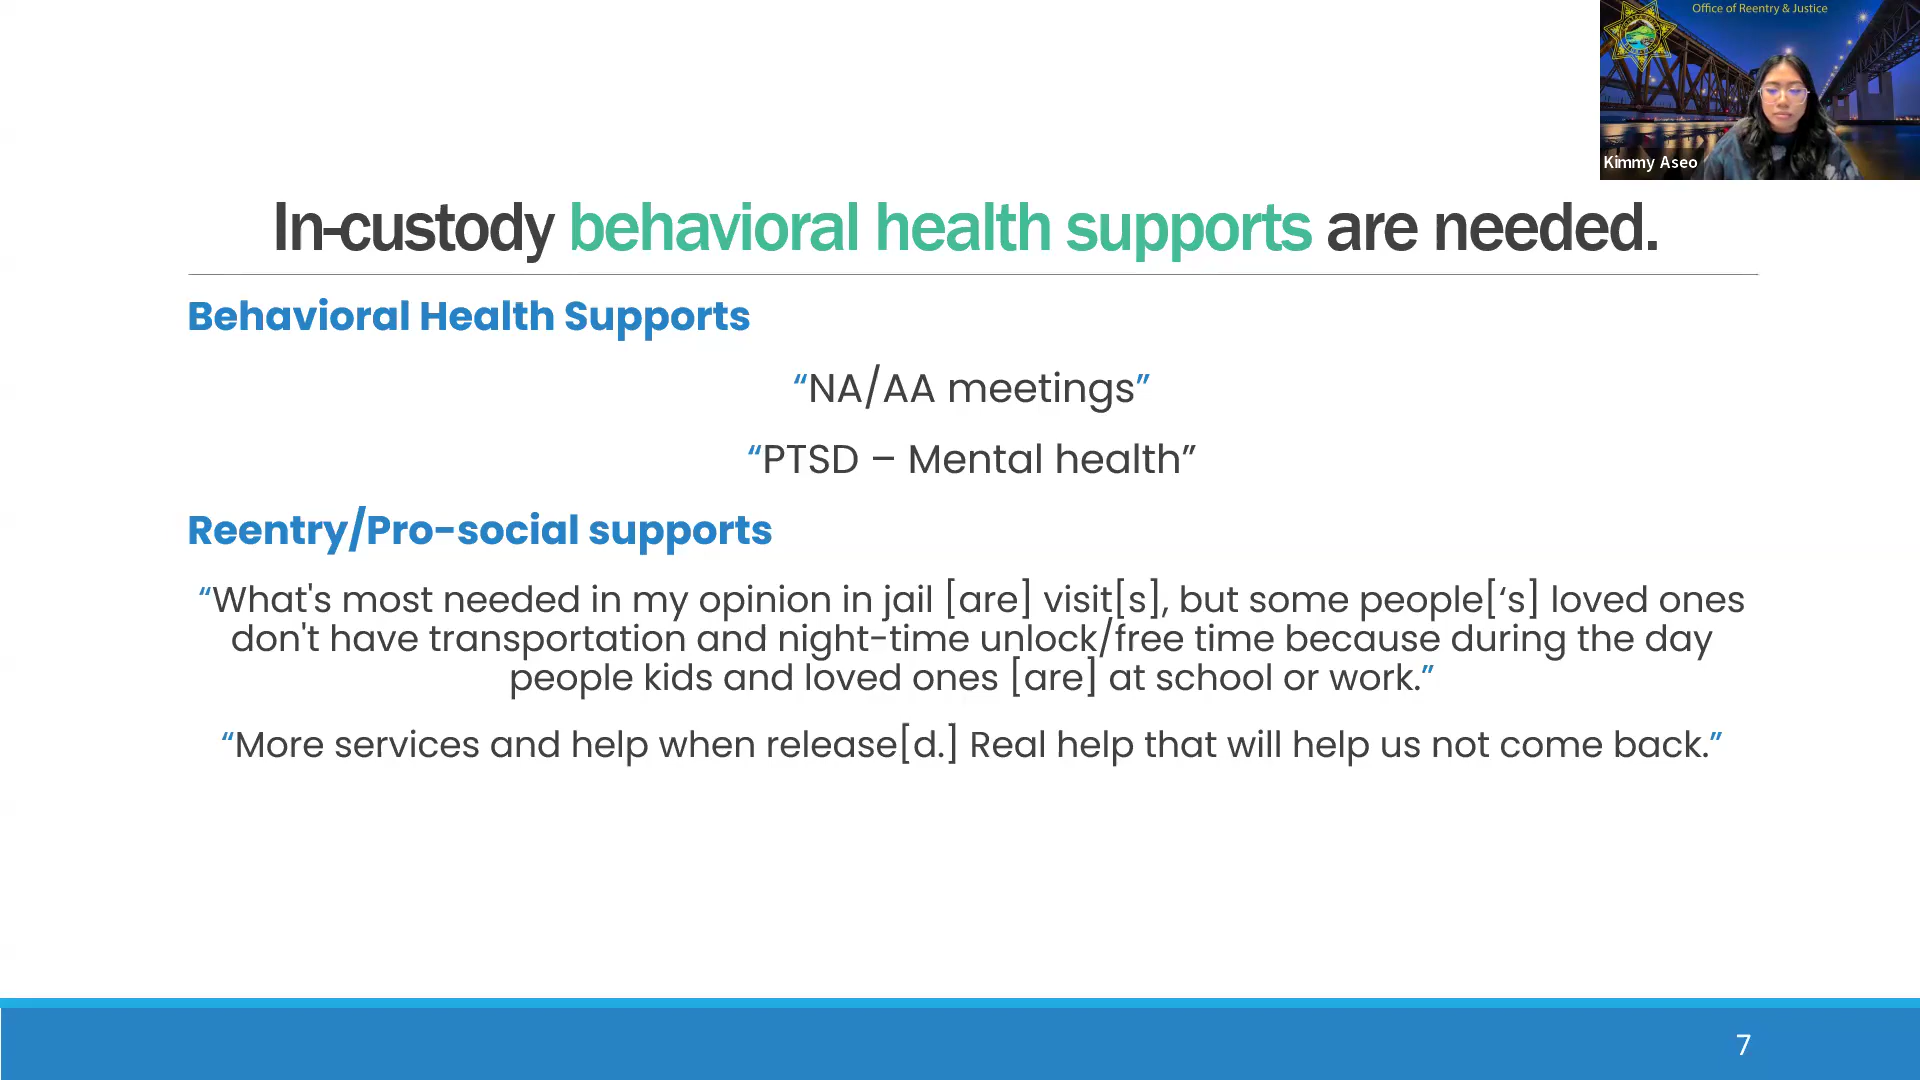 Office of Reentry & Justice
Kimmy Aseo
In-custody behavioral health supports are needed.
Behavioral Health Supports
“NA/AA meetings”
“PTSD – Mental health”
Reentry/Pro-social supports
“What's most needed in my opinion in jail [are] visit[s], but some people[‘s] loved ones
don't have transportation and night-time unlock/free time because during the day
people kids and loved ones [are] at school or work.”
“More services and help when release[d.] Real help that will help us not come back.”
7